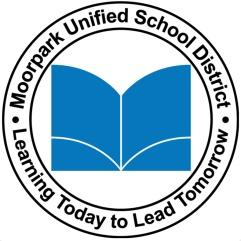 • Moorpark Unified School District •
Learning Today to Lead Tomorrow